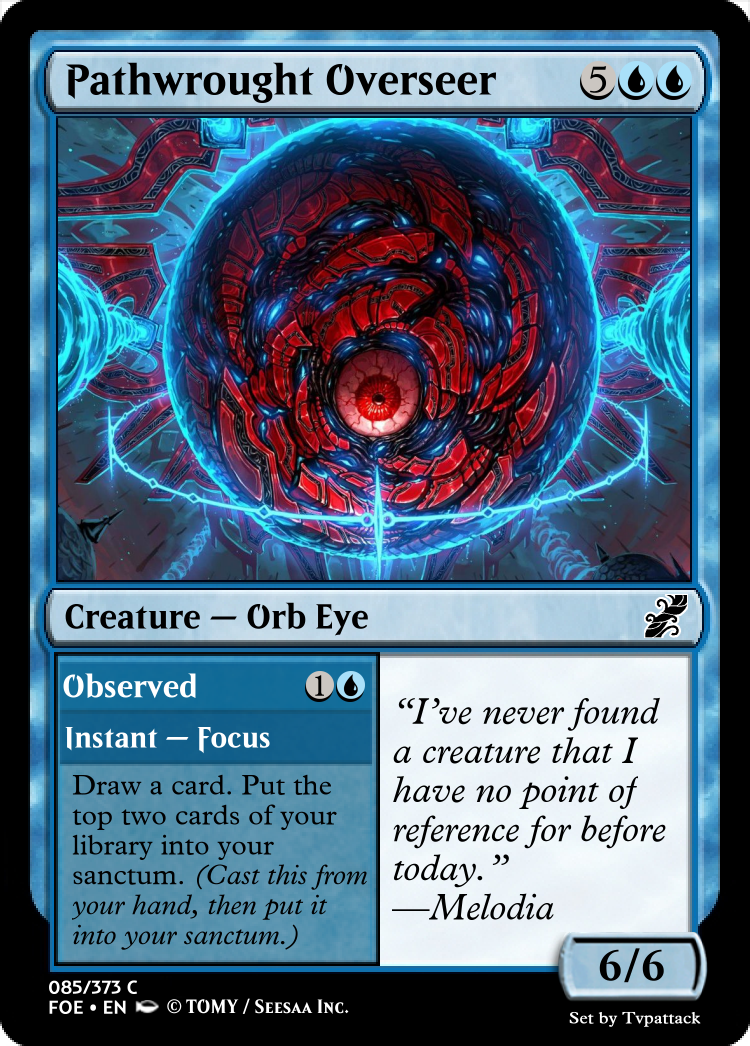 Pathwrought Overseer 5
Creature — Orb Eye
Observed 1
Instant — Focus
Draw a card. Put the
top two cards of your
library into your
sanctum. (Cast this from
your hand, then put it
into your sanctum.)
“I’ve never found
a creature that I
have no point of
reference for before
today.”
—Melodia
6/6
085/373 C
FOE • EN © TOMY / Seesaa Inc.
Set by Tvpattack